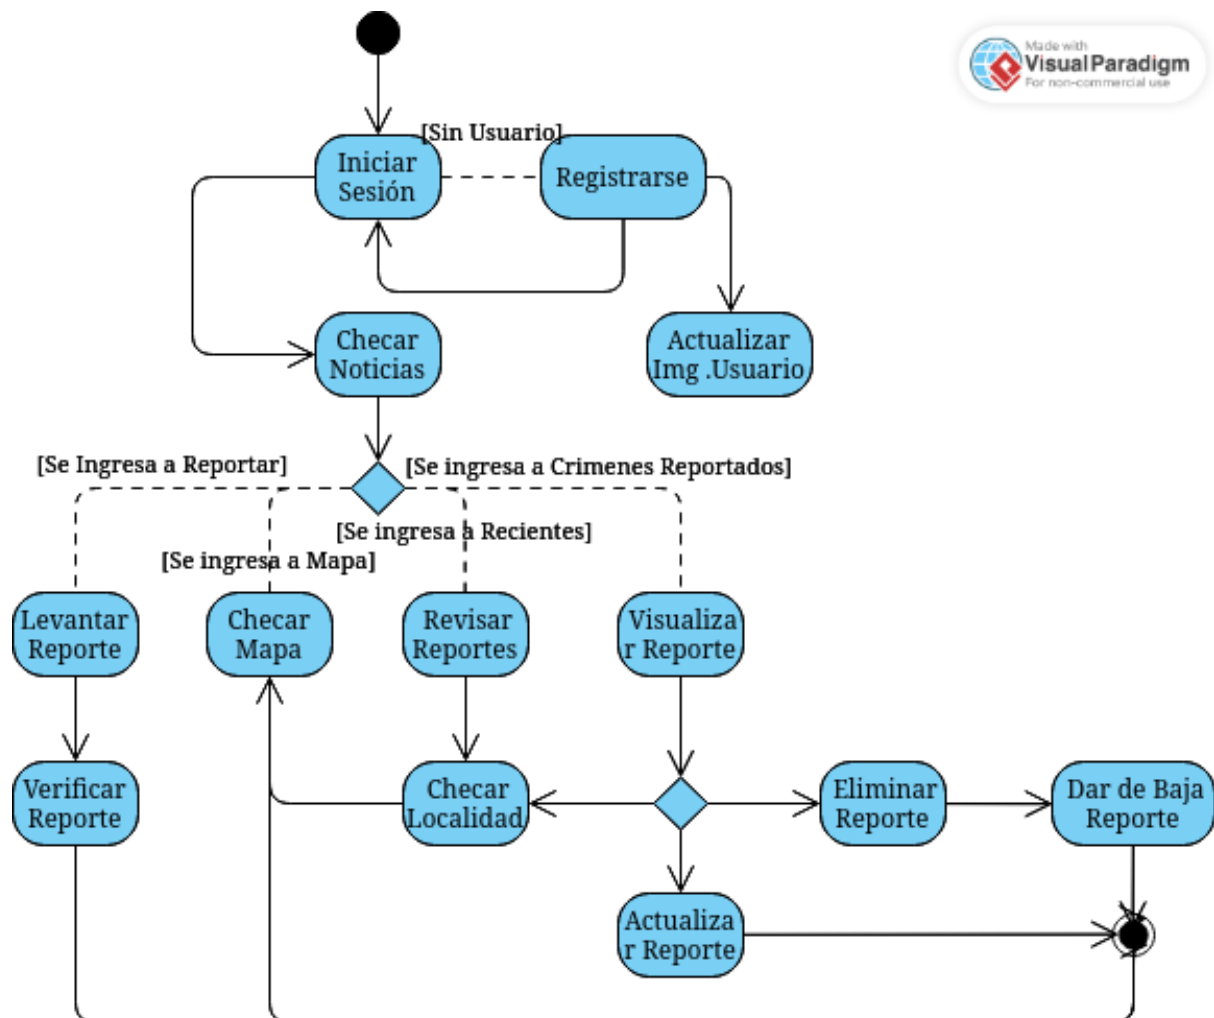 Made with
VisualParadigm
For non-commercial use
[Sin Usuario]
Iniciar
Sesión
Registrarse
Checar
Noticias
Actualizar
Img .Usuario
[Se Ingresa a Reportar]
[Se ingresa a Crimenes Reportados]
[Se ingresa a Recientes]
[Se ingresa a Mapa]
Levantar
Reporte
Checar
Mapa
Revisar
Reportes
Visualiza
r Reporte
Verificar
Reporte
Checar
Localidad
Eliminar
Reporte
Dar de Baja
Reporte
Actualiza
r Reporte